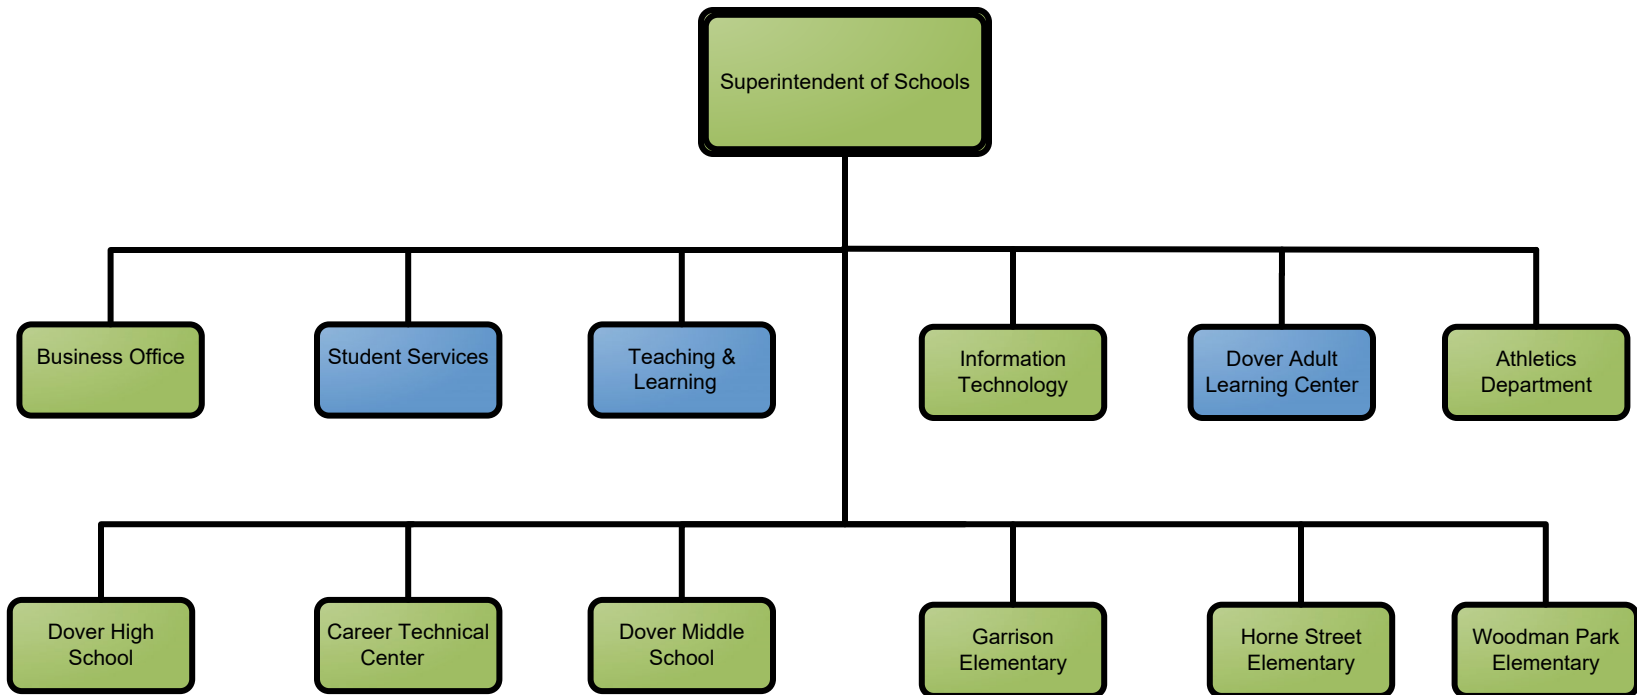 Superintendent of Schools
Business Office
Student Services
Teaching &
Learning
Information
Technology
Dover Adult
Learning Center
Athletics
Department
Dover High
School
Career Technical
Center
Dover Middle
School
Garrison
Elementary
Horne Street
Elementary
Woodman Park
Elementary